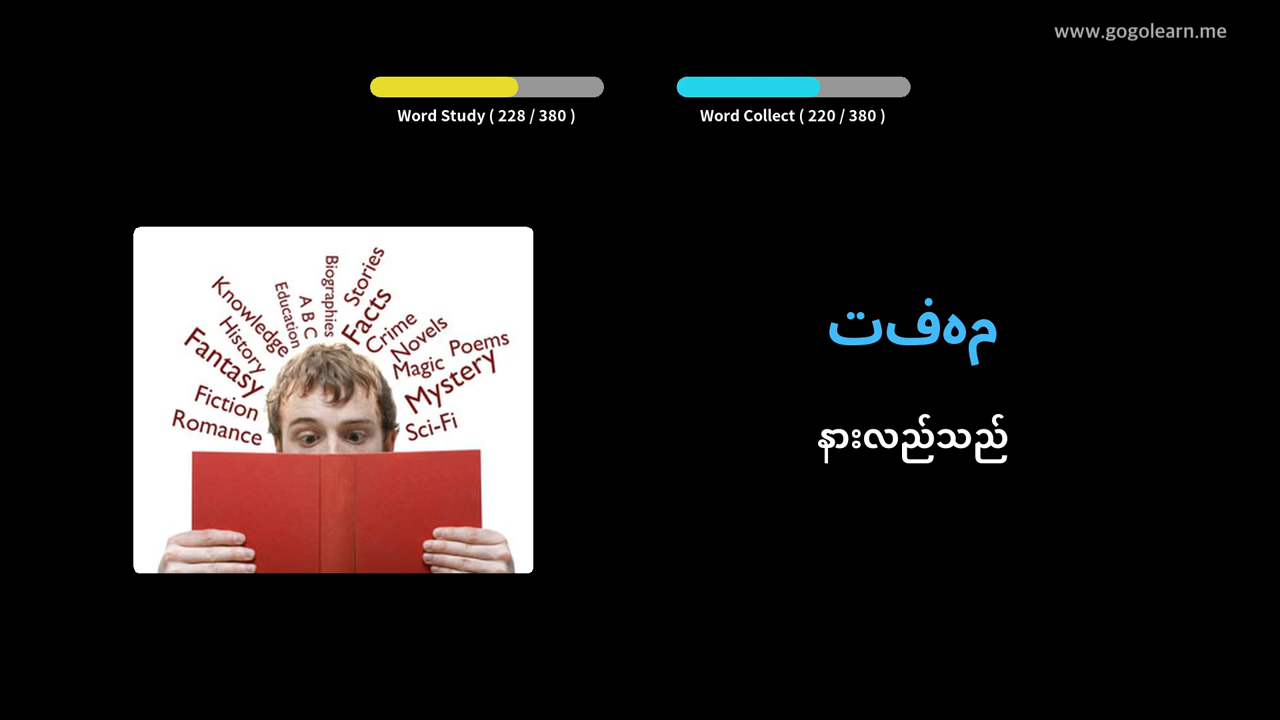 www.gogolearn.me
Word Study ( 228 / 380 )
Word Collect ( 220 / 380 )
Biographies
Stories
Education
A B C
Facts
Knowledge
History
Crime
Novels
Poems
Fantasy
Magic
Mystery
Fiction
Romance
Sci-Fi
مهفت
နားလည်သည်